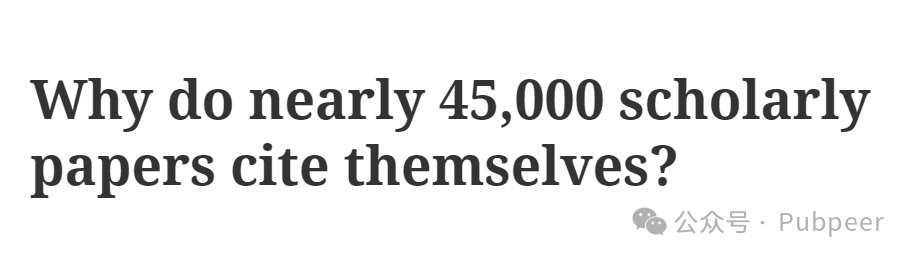 Why do nearly 45,000 scholarly
papers cite themselves?
公众号 · Pubpeer